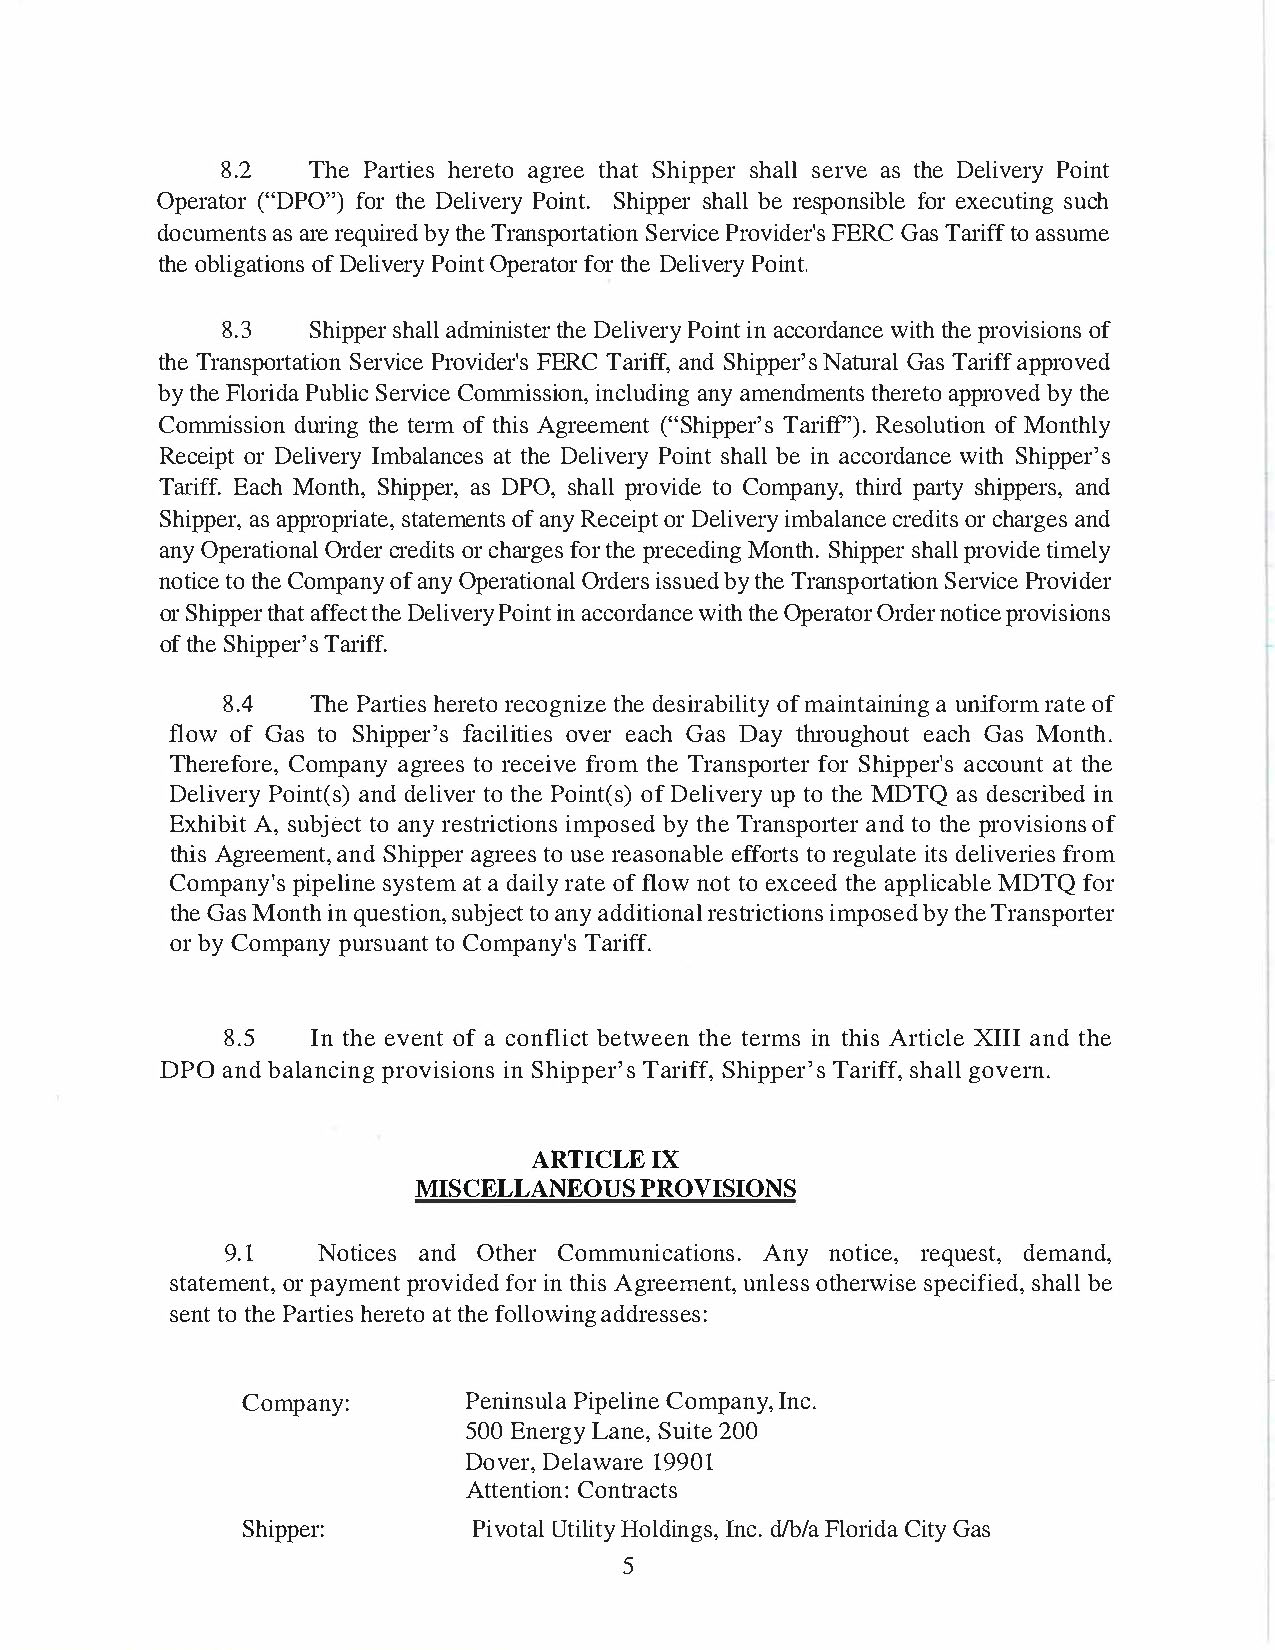 8.2 The Parties hereto agree that Shipper shall serve as the Delivery Point
Operator (“DPO”) for the Delivery Point. Shipper shall be responsible for executing such
documents as are required by the Transportation Service Provider's FERC Gas Tariff to assume
the obligations of Delivery Point Operator for the Delivery Point.
8.3 Shipper shall administer the Delivery Point in accordance with the provisions of
the Transportation Service Provider's FERC Tariff, and Shipper’s Natural Gas Tariff approved
by the Florida Public Service Commission, including any amendments thereto approved by the
Commission during the term of this Agreement (“Shipper’s Tariff”). Resolution of Monthly
Receipt or Delivery Imbalances at the Delivery Point shall be in accordance with Shipper’s
Tariff. Each Month, Shipper, as DPO, shall provide to Company, third party shippers, and
Shipper, as appropriate, statements of any Receipt or Delivery imbalance credits or charges and
any Operational Order credits or charges for the preceding Month. Shipper shall provide timely
notice to the Company of any Operational Orders issued by the Transportation Service Provider
or Shipper that affect the Delivery Point in accordance with the Operator Order notice provisions
of the Shipper’s Tariff.
8.4 The Parties hereto recognize the desirability of maintaining a uniform rate of
flow of Gas to Shipper’s facilities over each Gas Day throughout each Gas Month.
Therefore, Company agrees to receive from the Transporter for Shipper's account at the
Delivery Point(s) and deliver to the Point(s) of Delivery up to the MDTQ as described in
Exhibit A, subject to any restrictions imposed by the Transporter and to the provisions of
this Agreement, and Shipper agrees to use reasonable efforts to regulate its deliveries from
Company's pipeline system at a daily rate of flow not to exceed the applicable MDTQ for
the Gas Month in question, subject to any additional restrictions imposed by the Transporter
or by Company pursuant to Company's Tariff.
8.5 In the event of a conflict between the terms in this Article XIII and the
DPO and balancing provisions in Shipper’s Tariff, Shipper’s Tariff, shall govern.
ARTICLE IX
MISCELLANEOUS PROVISIONS
9.1 Notices and Other Communications. Any notice, request, demand,
statement, or payment provided for in this Agreement, unless otherwise specified, shall be
sent to the Parties hereto at the following addresses:
Company: Peninsula Pipeline Company, Inc.
500 Energy Lane, Suite 200
Dover, Delaware 19901
Attention: Contracts
Shipper: Pivotal Utility Holdings, Inc. d/b/a Florida City Gas
5